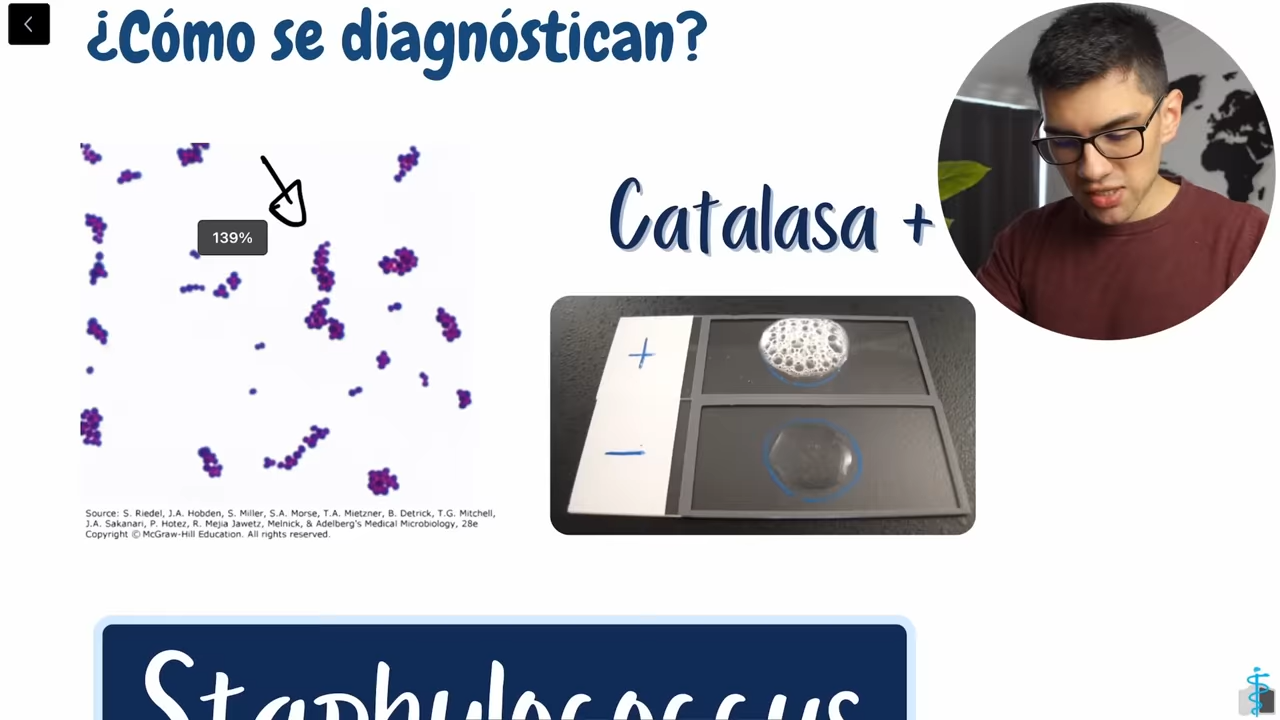 ¿Cómo se diagnóstican?
139%
Catalasa +
+
-
Source: S. Riedel, J.A. Hobden, S. Miller, S.A. Morse, T.A. Mietzner, B. Detrick, T.G. Mitchell,
J.A. Sakanari, P. Hotez, R. Mejia Jawetz, Melnick, & Adelberg's Medical Microbiology, 28e
Copyright © McGraw-Hill Education. All rights reserved.
Staphylococcus